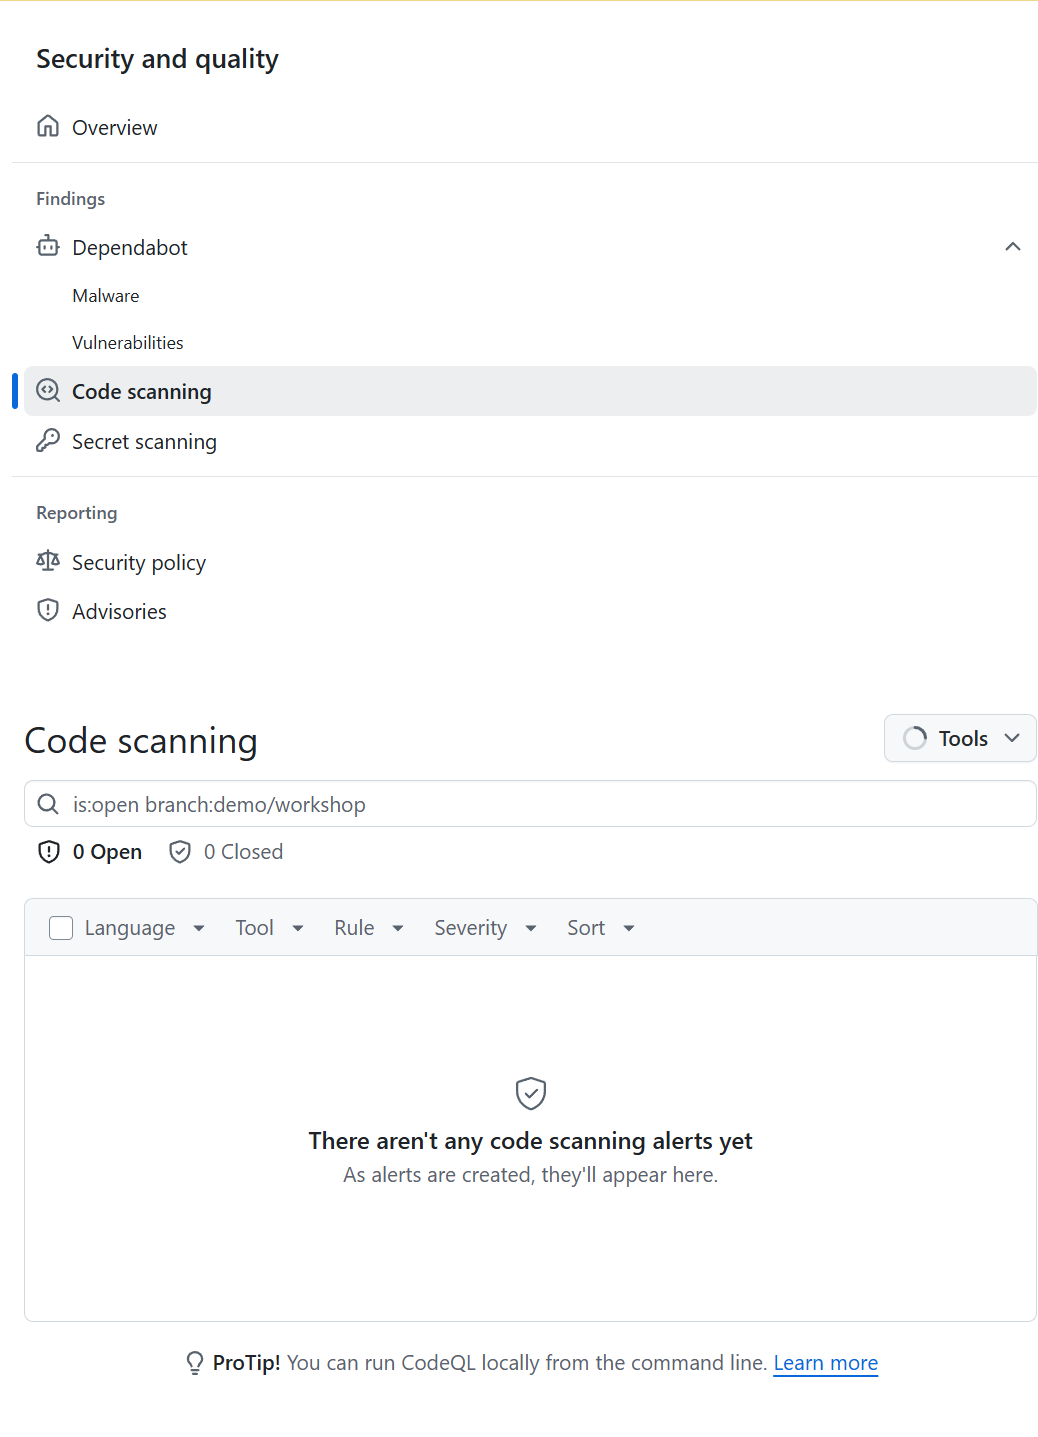 Security and quality
Overview
Findings
Dependabot
Malware
Vulnerabilities
Code scanning
Secret scanning
Reporting
Security policy
Advisories
Code scanning
Tools
is:open branch:demo/workshop
0 Open 0 Closed
Language Tool Rule Severity Sort
There aren't any code scanning alerts yet
As alerts are created, they'll appear here.
ProTip! You can run CodeQL locally from the command line. Learn more